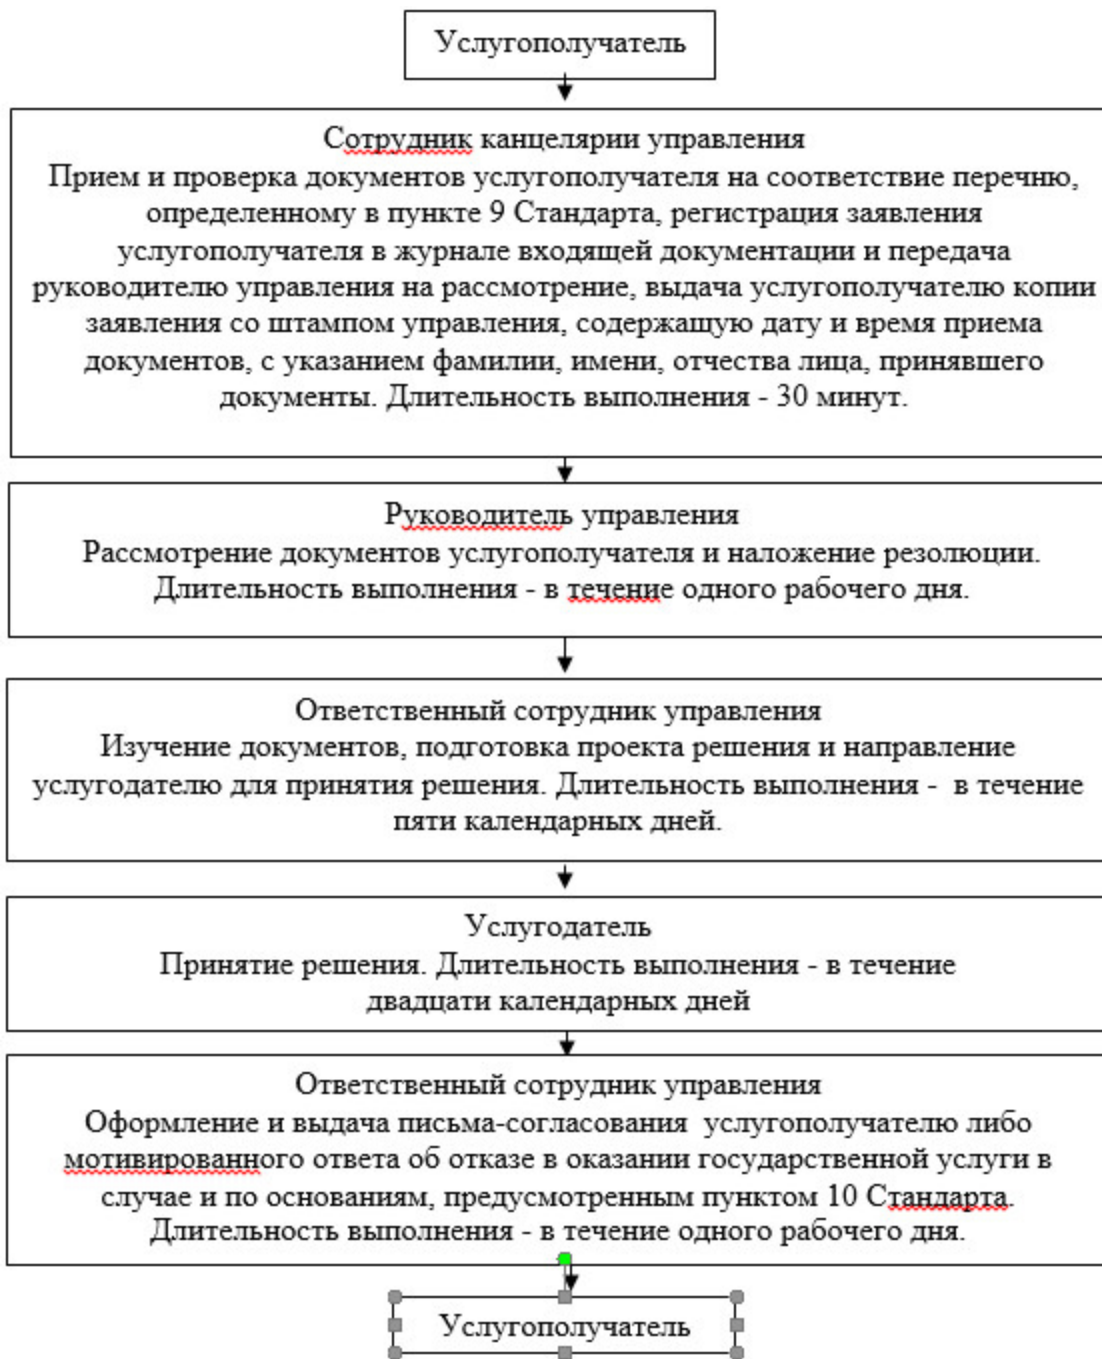 Услугополучатель
Сотрудник канцелярии управления
Прием и проверка документов услугополучателя на соответствие перечню,
определенному в пункте 9 Стандарта, регистрация заявления
услугополучателя в журнале входящей документации и передача
руководителю управления на рассмотрение, выдача услугополучателю копии
заявления со штампом управления, содержащую дату и время приема
документов, с указанием фамилии, имени, отчества лица, принявшего
документы. Длительность выполнения - 30 минут.
Руководитель управления
Рассмотрение документов услугополучателя и наложение резолюции.
Длительность выполнения - в течение одного рабочего дня.
Ответственный сотрудник управления
Изучение документов, подготовка проекта решения и направление
услугодателю для принятия решения. Длительность выполнения - в течение
пяти календарных дней.
Услугодатель
Принятие решения. Длительность выполнения - в течение
двадцати календарных дней
Ответственный сотрудник управления
Оформление и выдача письма-согласования услугополучателю либо
мотивированного ответа об отказе в оказании государственной услуги в
случае и по основаниям, предусмотренным пунктом 10 Стандарта.
Длительность выполнения - в течение одного рабочего дня.
Услугополучатель